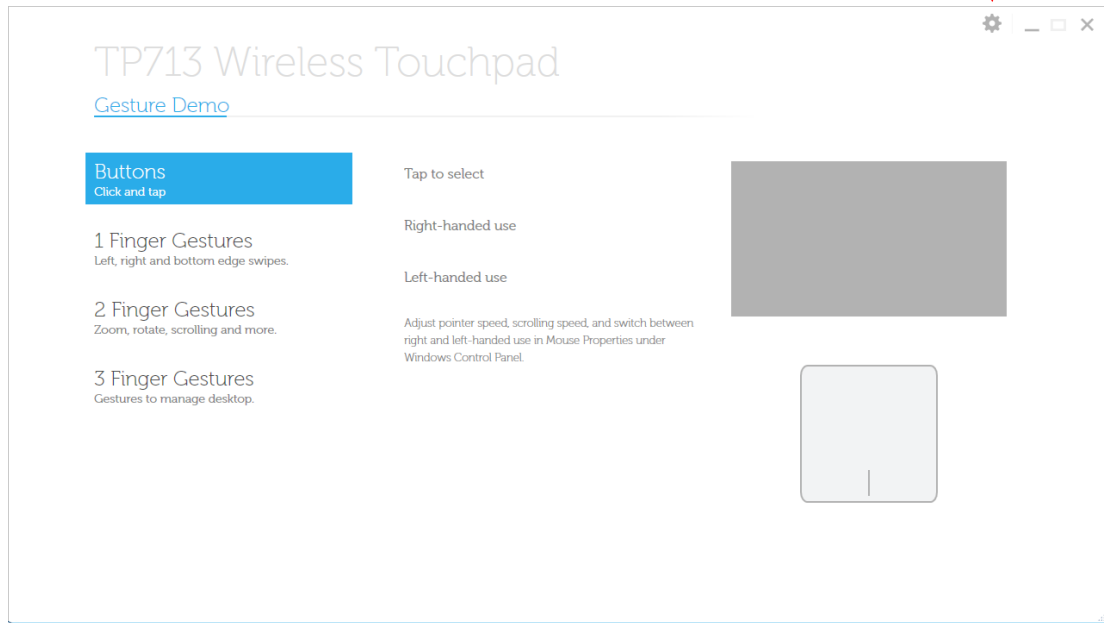 TP713 Wireless Touchpad
Gesture Demo
Buttons
Click and tap
1 Finger Gestures
Left, right and bottom edge swipes.
2 Finger Gestures
Zoom, rotate, scrolling and more.
3 Finger Gestures
Gestures to manage desktop.
Tap to select
Right-handed use
Left-handed use
Adjust pointer speed, scrolling speed, and switch between
right and left-handed use in Mouse Properties under
Windows Control Panel.